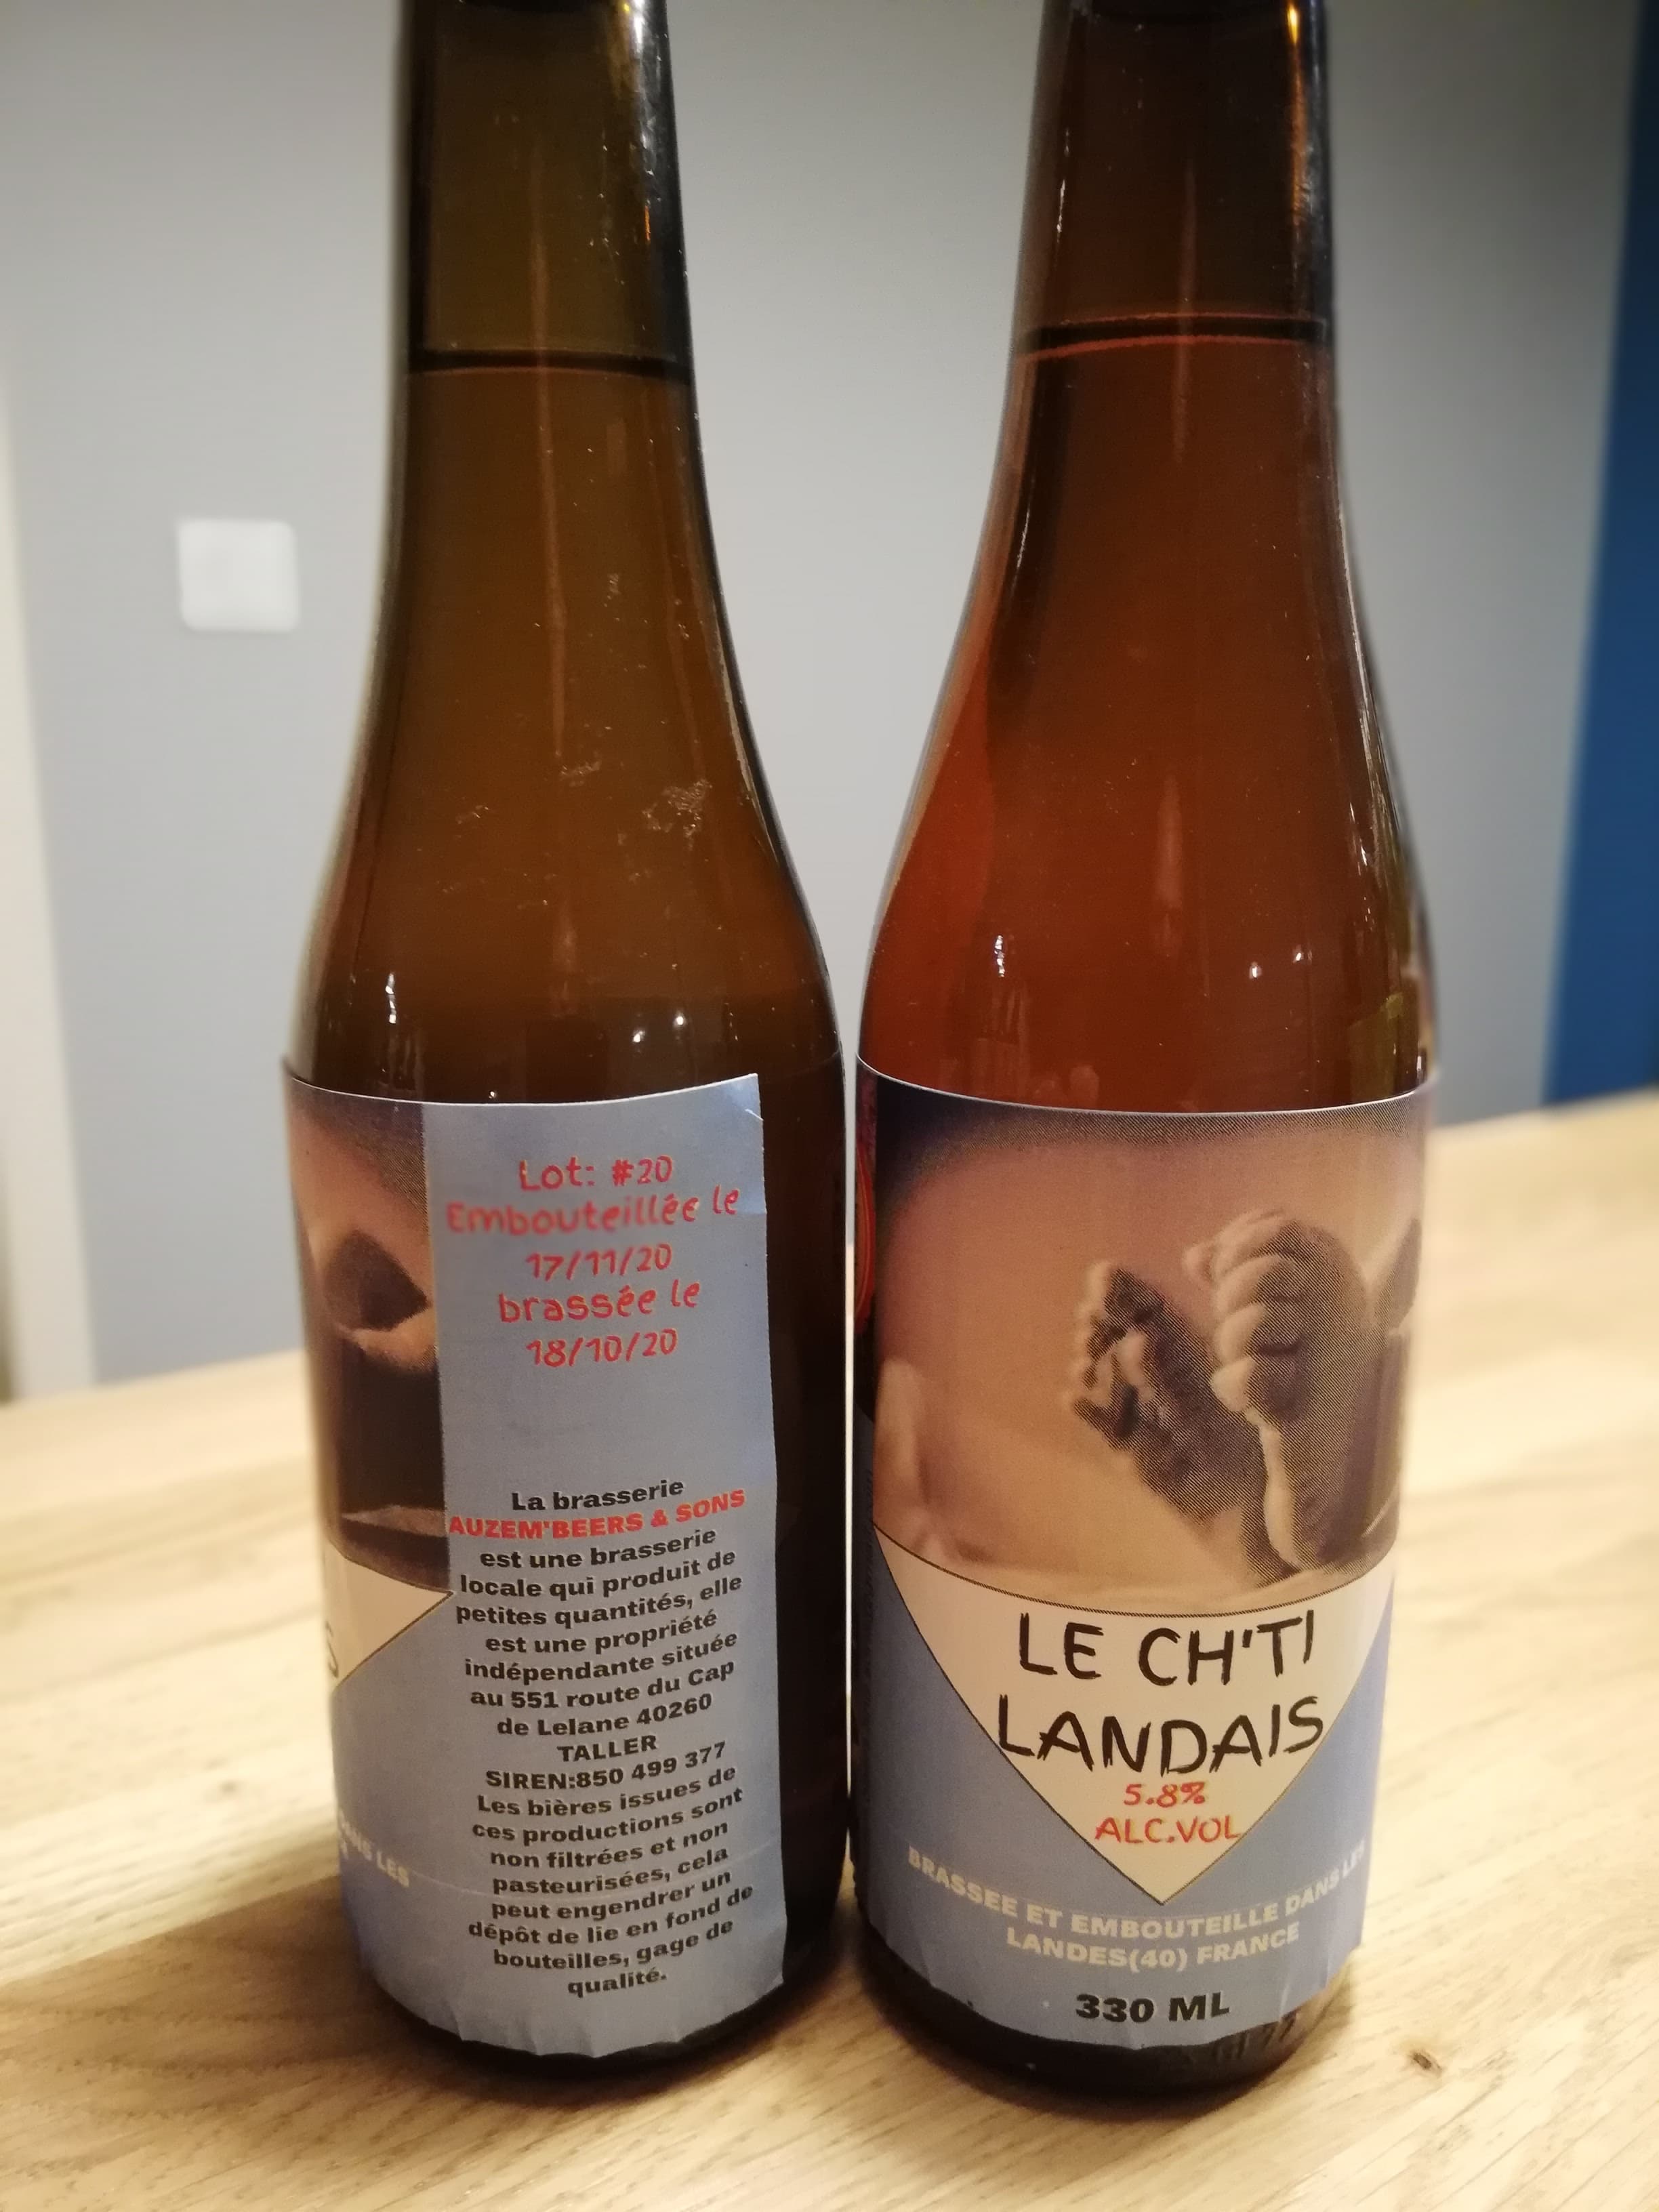 Lot: #20
Embouteillée le
17/11/20
brassée le
18/10/20
La brasserie
AUZEM'BEERS & SONS
est une brasserie
locale qui produit de
petites quantités, elle
est une propriété
indépendante située
au 551 route du Cap
de Lelane 40260
TALLER
SIREN:850 499 377
Les bières issues de
ces productions sont
non filtrées et non
pasteurisées, cela
peut engendrer un
dépôt de lie en fond de
bouteilles, gage de
qualité.
S
DANS LES
LE CH'TI
LANDAIS
5.8%
ALC.VOL
BRASSEE ET EMBOUTEILLE DANS LES
LANDES(40) FRANCE
330 ML